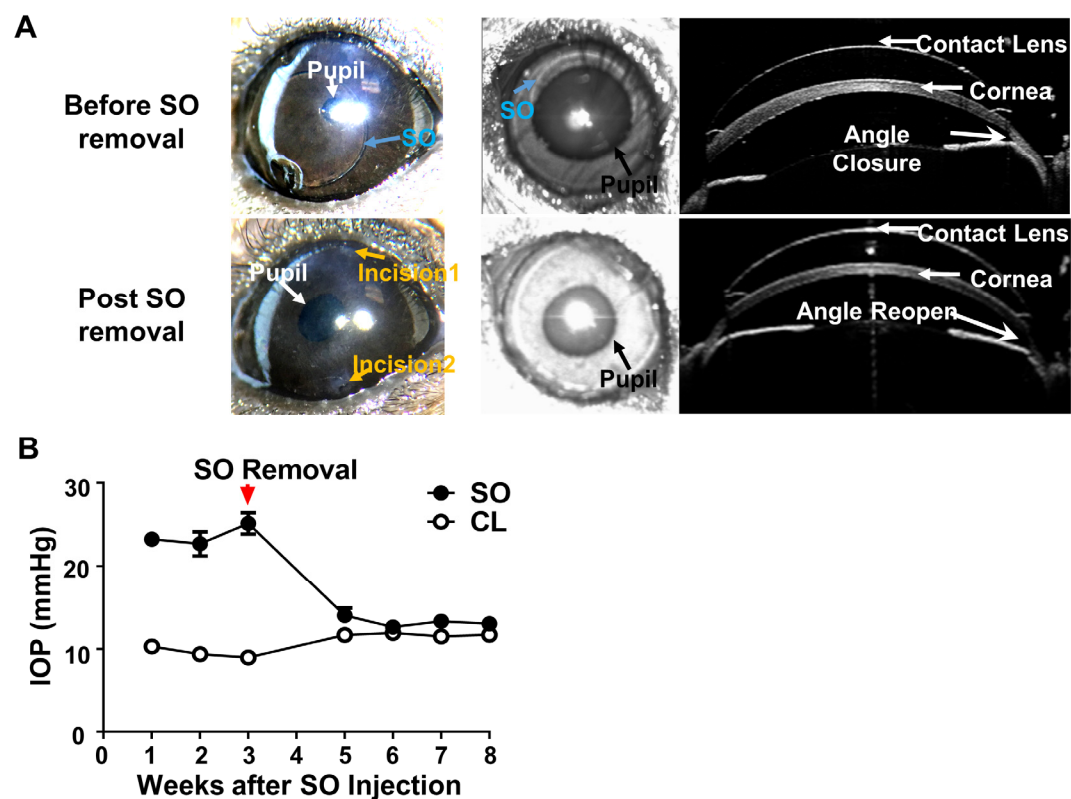 A
Before SO
removal
Pupil
SO
SO
Pupil
Contact Lens
Cornea
Angle
Closure
Post SO
removal
Pupil
Incision1
Incision2
Pupil
Contact Lens
Cornea
Angle Reopen
B
SO Removal
SO
CL
IOP (mmHg)
30
20
10
0
0 1 2 3 4 5 6 7 8
Weeks after SO Injection